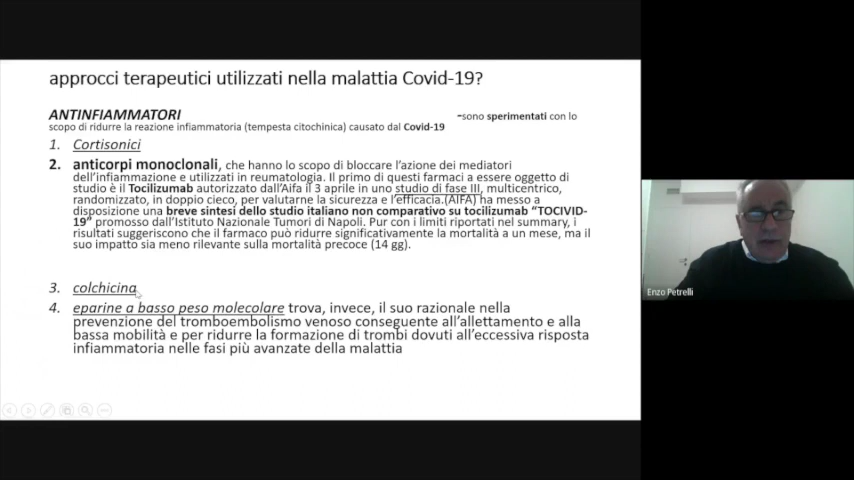 approcci terapeutici utilizzati nella malattia Covid-19?
ANTINFIAMMATORI -sono sperimentati con lo
scopo di ridurre la reazione infiammatoria (tempesta citochinica) causato dal Covid-19
1. Cortisonici
2. anticorpi monoclonali, che hanno lo scopo di bloccare l'azione dei mediatori
dell'infiammazione e utilizzati in reumatologia. Il primo di questi farmaci a essere oggetto di
studio è il Tocilizumab autorizzato dall'Aifa il 3 aprile in uno studio di fase III, multicentrico,
randomizzato, in doppio cieco, per valutarne la sicurezza e l'efficacia.(AIFA) ha messo a
disposizione una breve sintesi dello studio italiano non comparativo su tocilizumab "TOCIVID-
19" promosso dall'Istituto Nazionale Tumori di Napoli. Pur con i limiti riportati nel summary, i
risultati suggeriscono che il farmaco può ridurre significativamente la mortalità a un mese, ma il
suo impatto sia meno rilevante sulla mortalità precoce (14 gg).
3. colchicina
4. eparine a basso peso molecolare trova, invece, il suo razionale nella
prevenzione del tromboembolismo venoso conseguente all'allettamento e alla
bassa mobilità e per ridurre la formazione di trombi dovuti all'eccessiva risposta
infiammatoria nelle fasi più avanzate della malattia
Enzo Petrelli